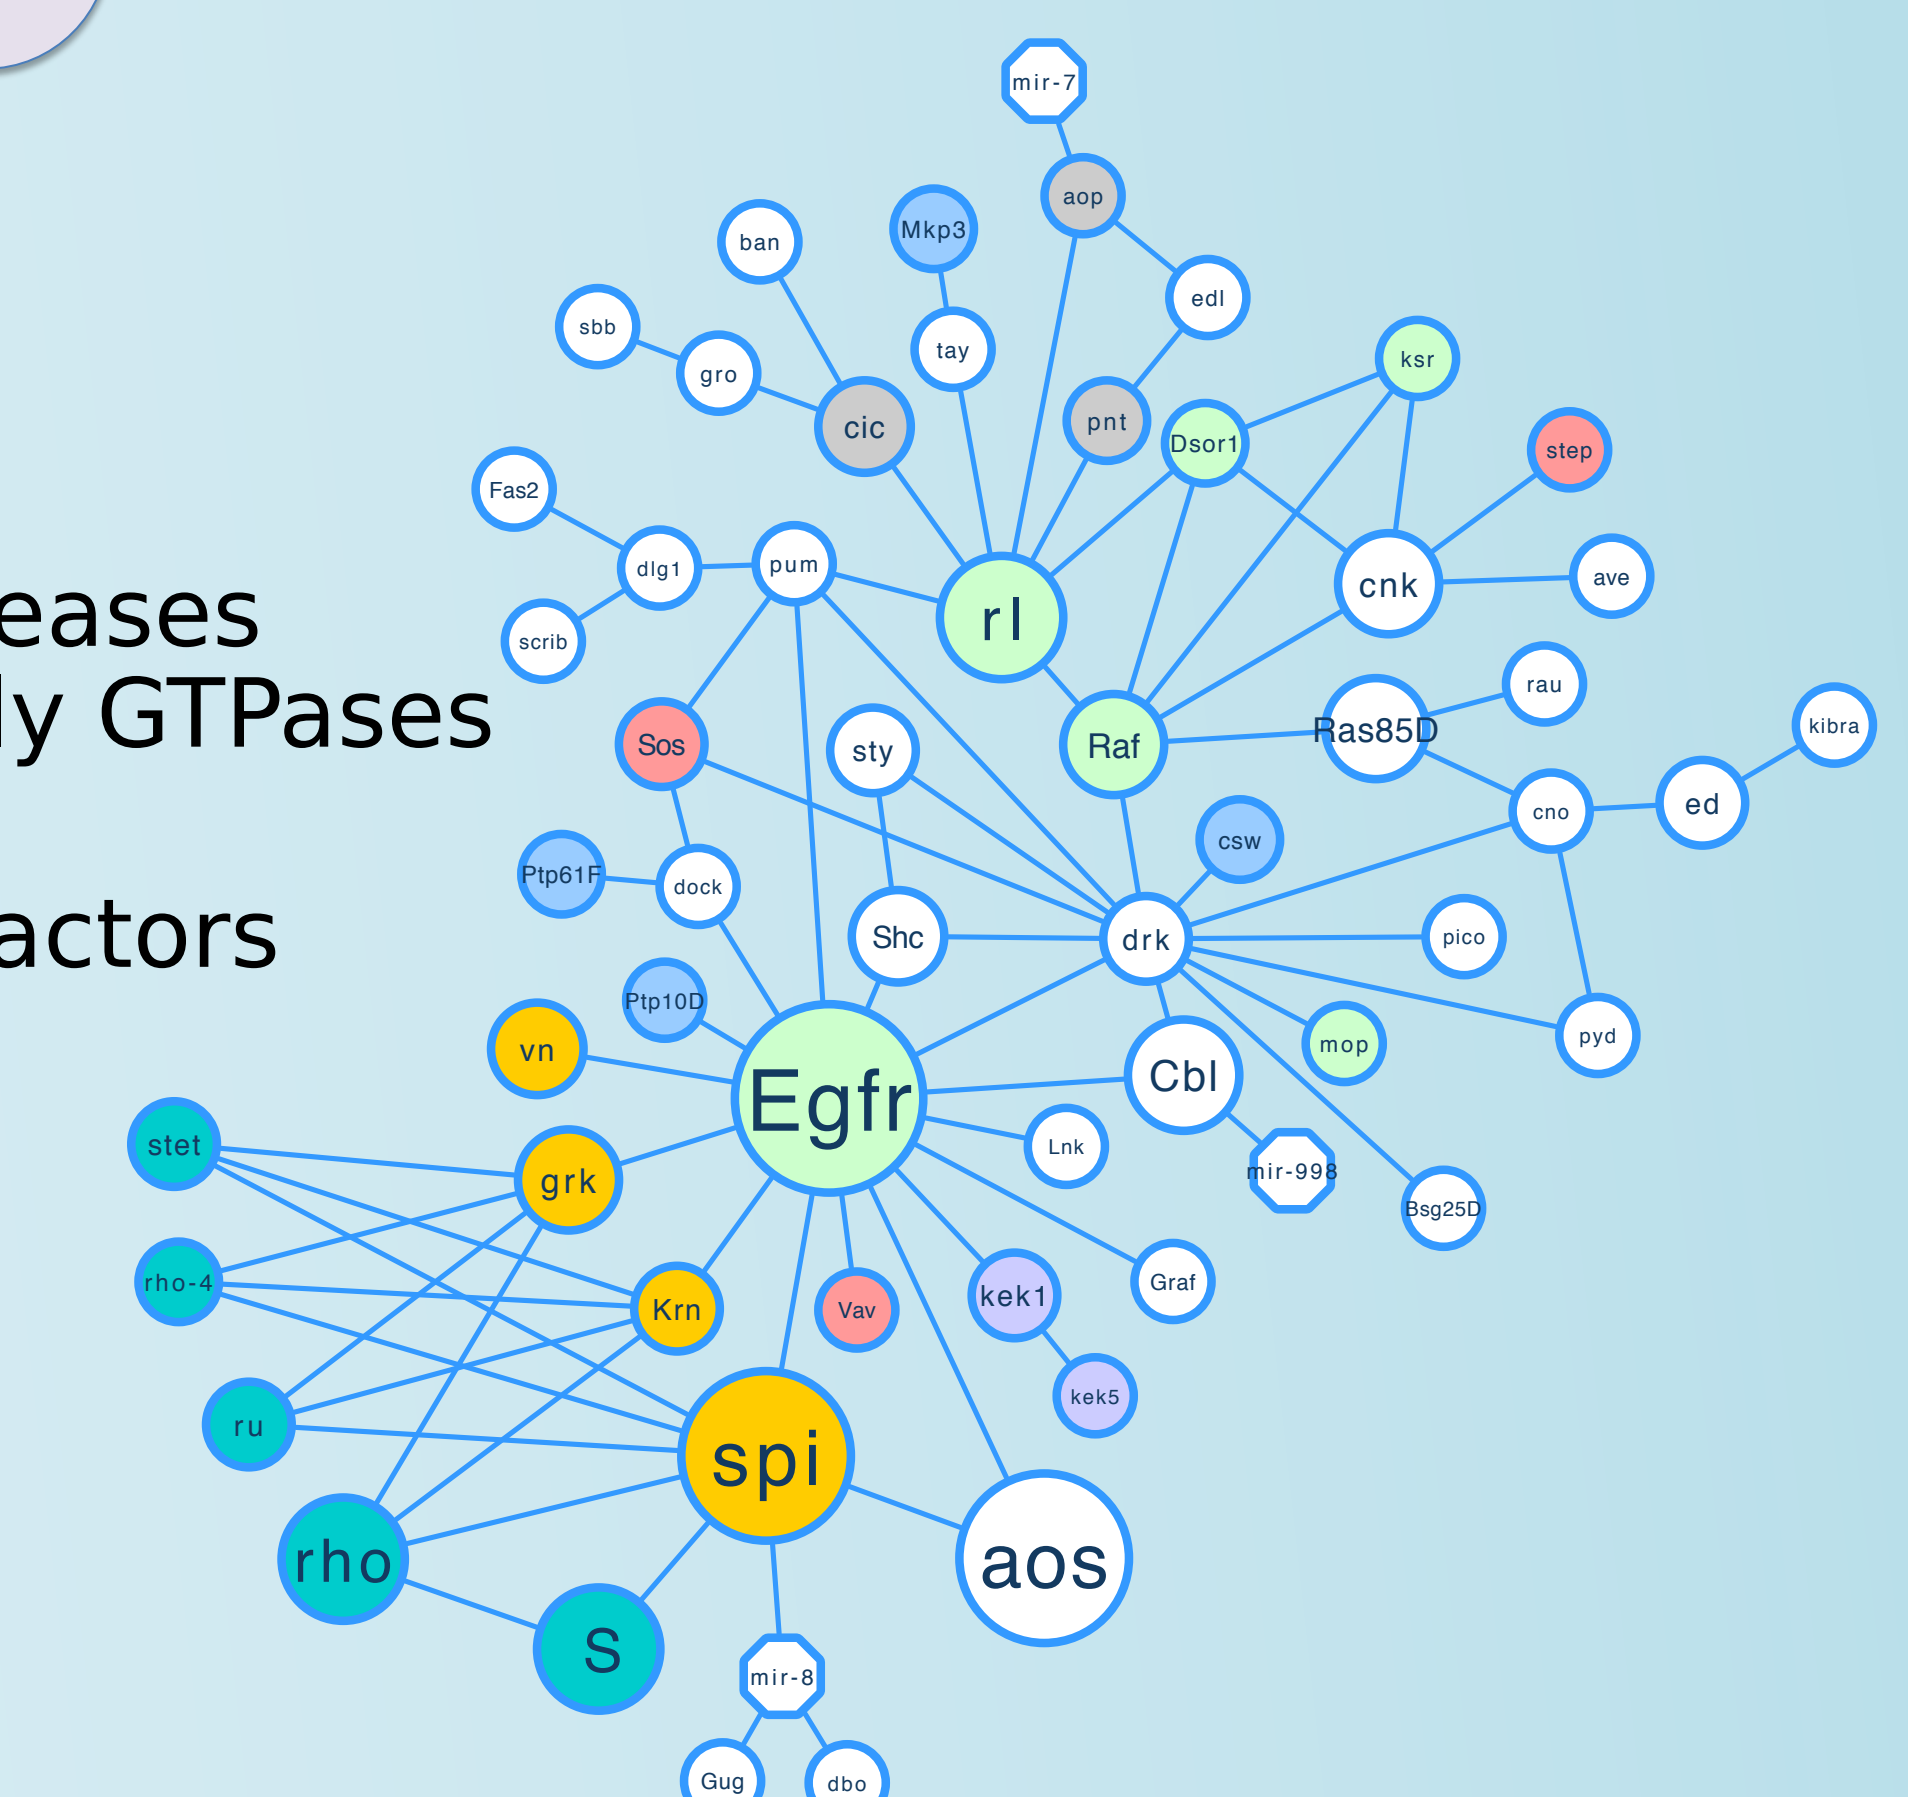 mir-7
aop
Mkp3
ban
edl
sbb
tay
ksr
gro
pnt
cic
Dsor1
step
Fas2
pum
dlg1
ave
cnk
eases
rl
scrib
rau
ly GTPases
Ras85D
kibra
Sos
Raf
sty
ed
cno
csw
Ptp61F
dock
actors
Shc
drk
pico
Ptp10D
pyd
mop
vn
Cbl
Egfr
stet
Lnk
mir-998
grk
Bsg25D
rho-4
Graf
kek1
Krn
Vav
kek5
ru
spi
rho
aos
S
mir-8
Gug
dbo